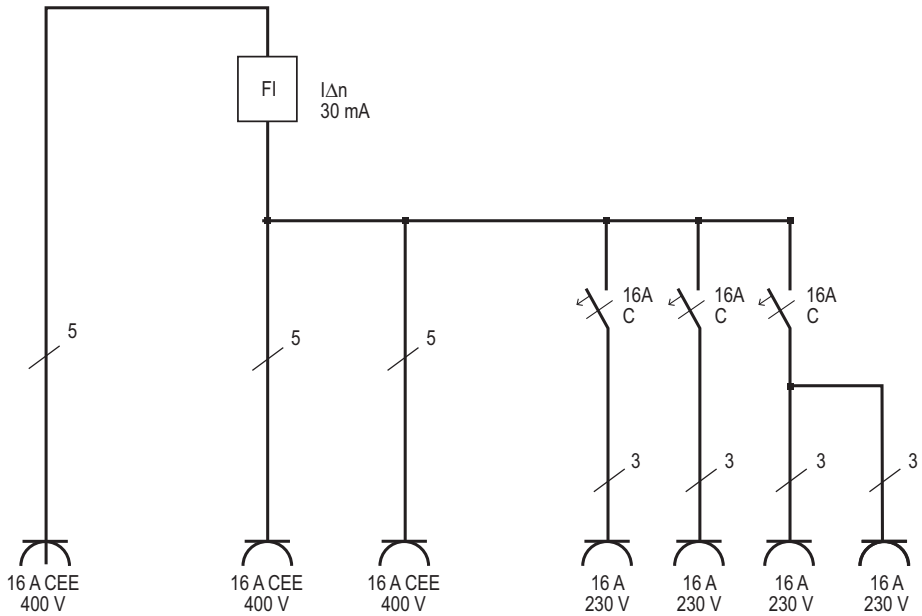 FI
IΔn
30 mA
16A
C
16A
C
16A
C
5
5
5
3
3
3
3
16 A CEE
400 V
16 A CEE
400 V
16 A CEE
400 V
16 A
230 V
16 A
230 V
16 A
230 V
16 A
230 V